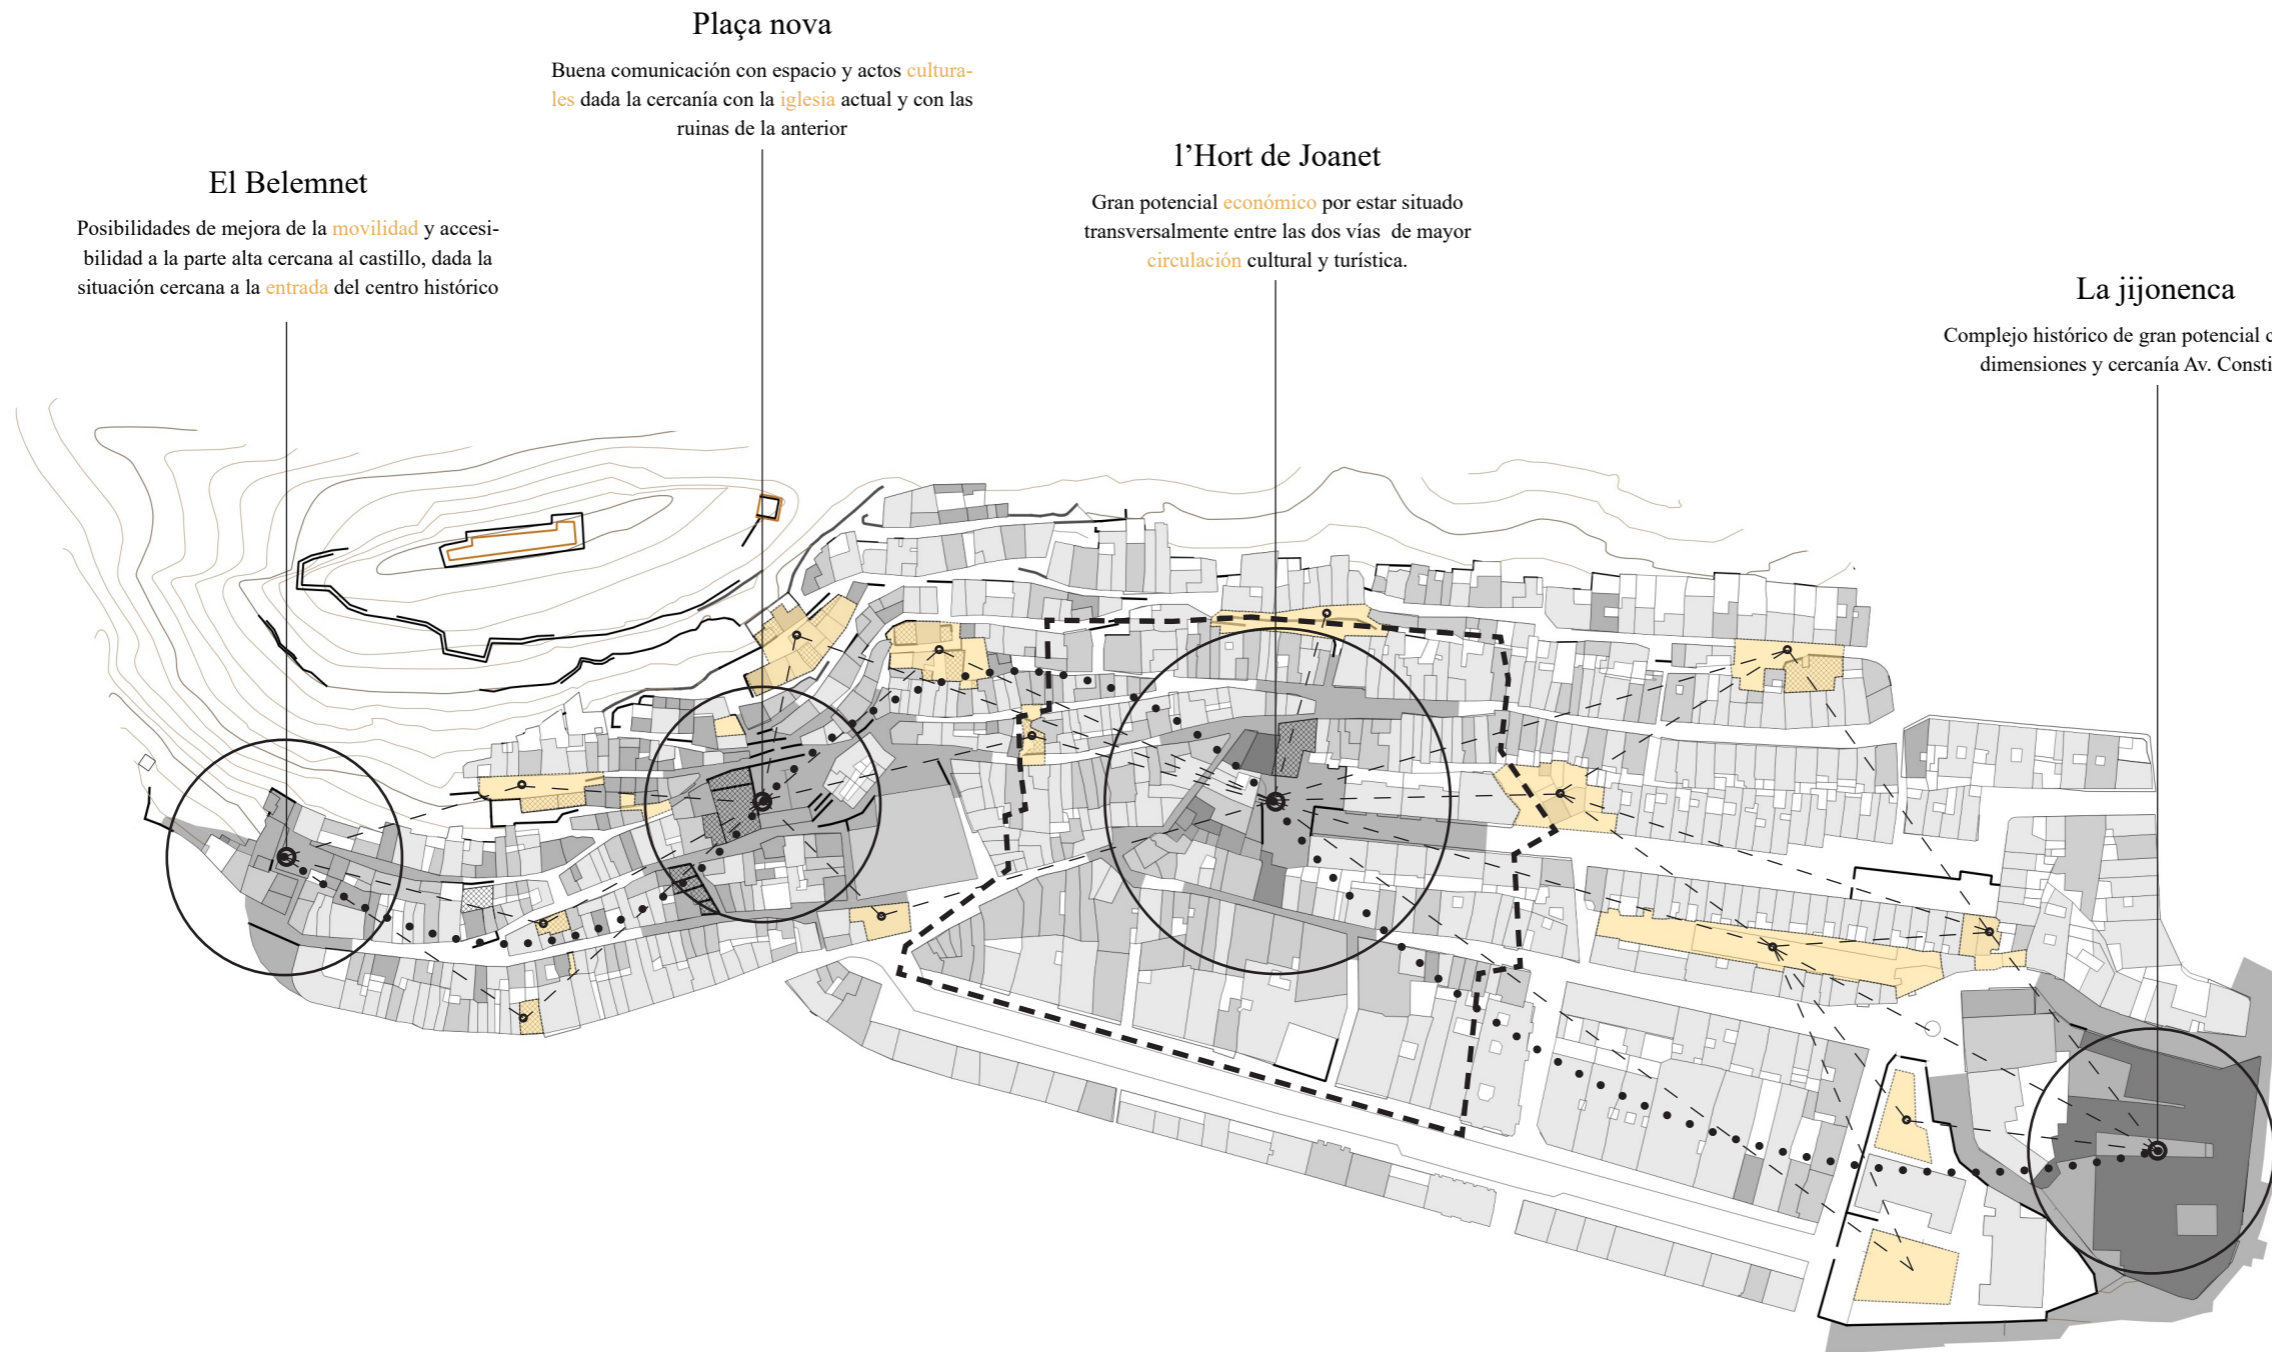 Plaça nova
Buena comunicación con espacio y actos cultura-
les dada la cercanía con la iglesia actual y con las
ruinas de la anterior
El Belemnet
Posibilidades de mejora de la movilidad y accesi-
bilidad a la parte alta cercana al castillo, dada la
situación cercana a la entrada del centro histórico
l’Hort de Joanet
Gran potencial económico por estar situado
transversalmente entre las dos vías de mayor
circulación cultural y turística.
La jijonenca
Complejo histórico de gran potencial
dimensiones y cercanía Av. Consti